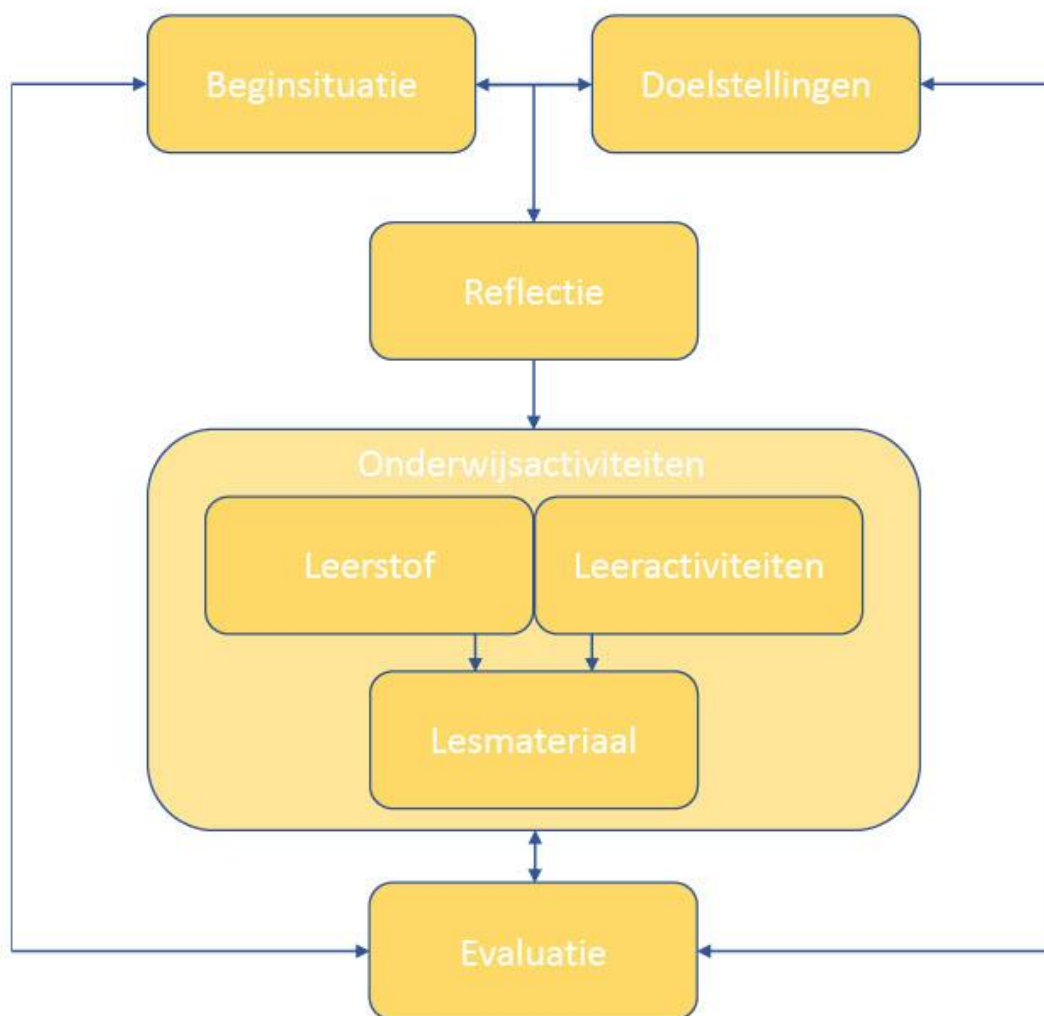 Beginsituatie
Doelstellingen
Reflectie
Onderwijsactiviteiten
Leerstof
Leeractiviteiten
Lesmateriaal
Evaluatie